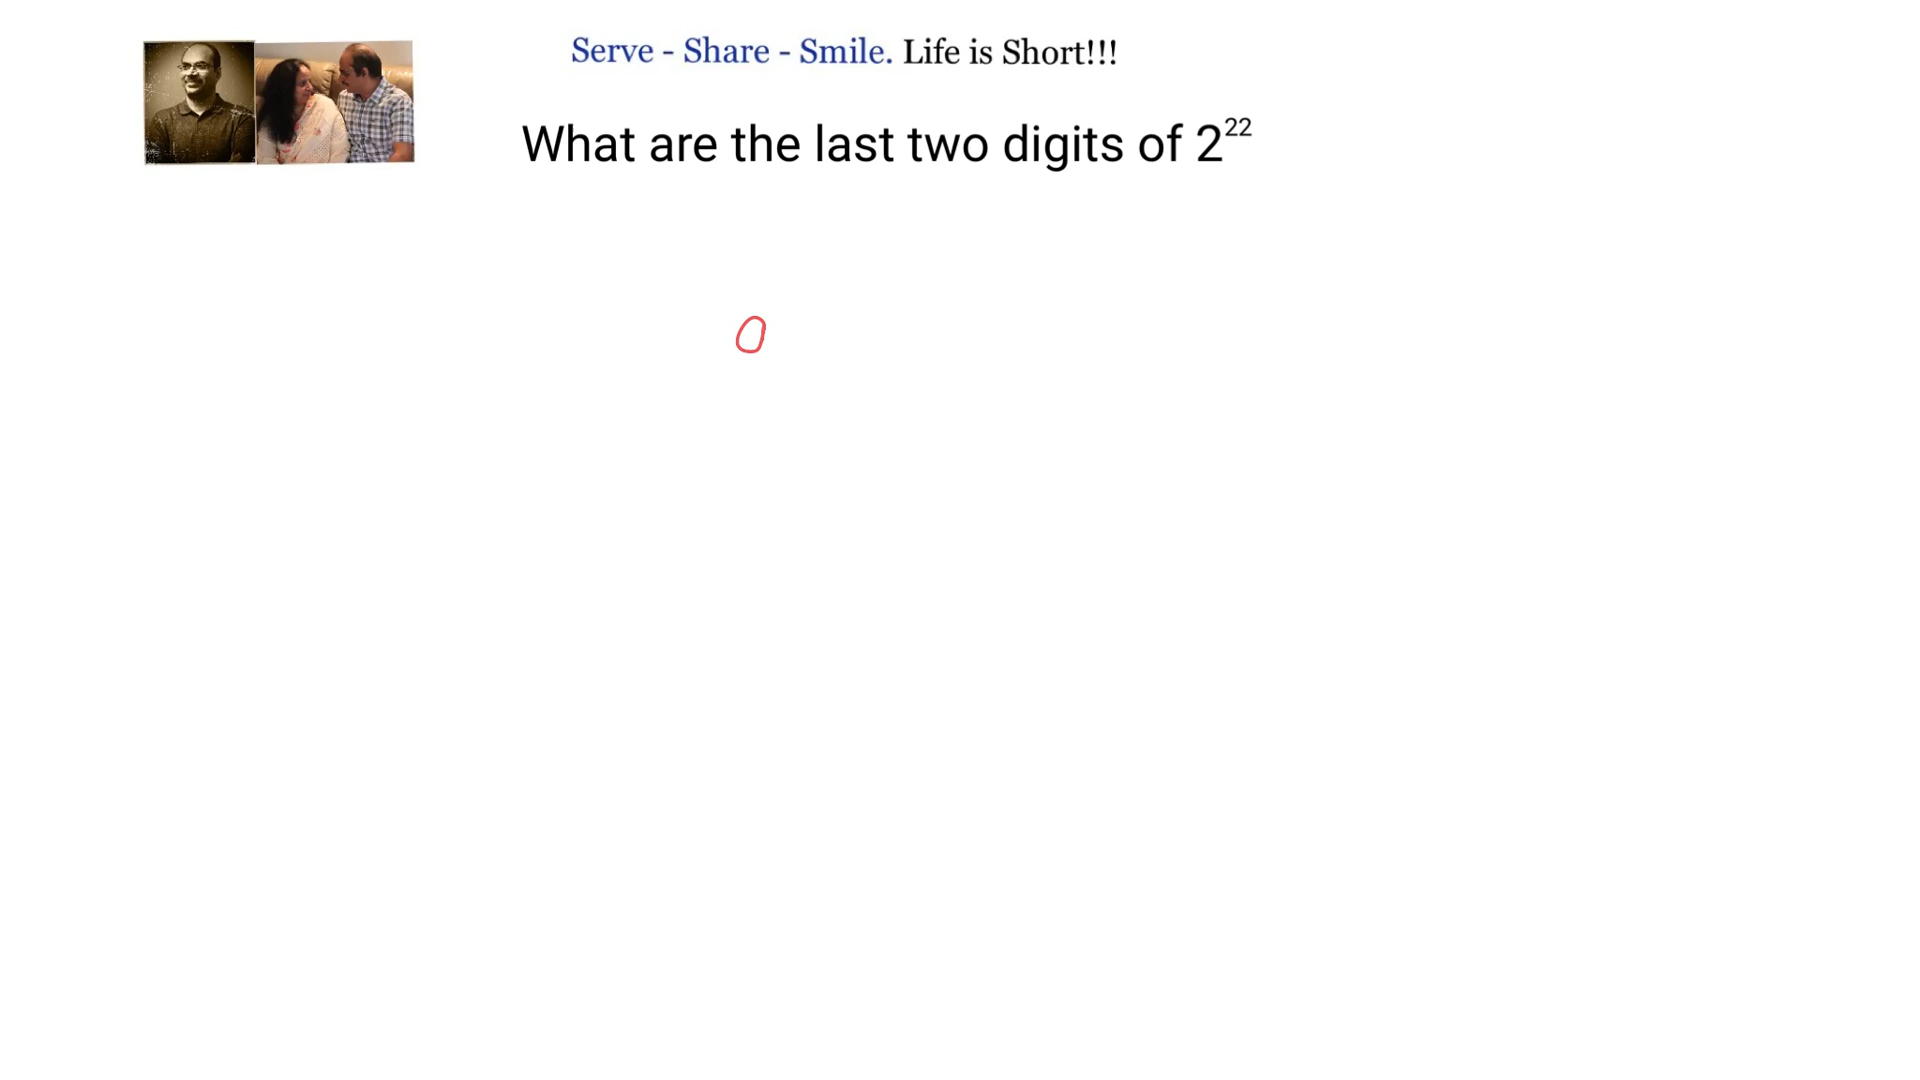 Serve - Share - Smile. Life is Short!!!
What are the last two digits of 2²²
0